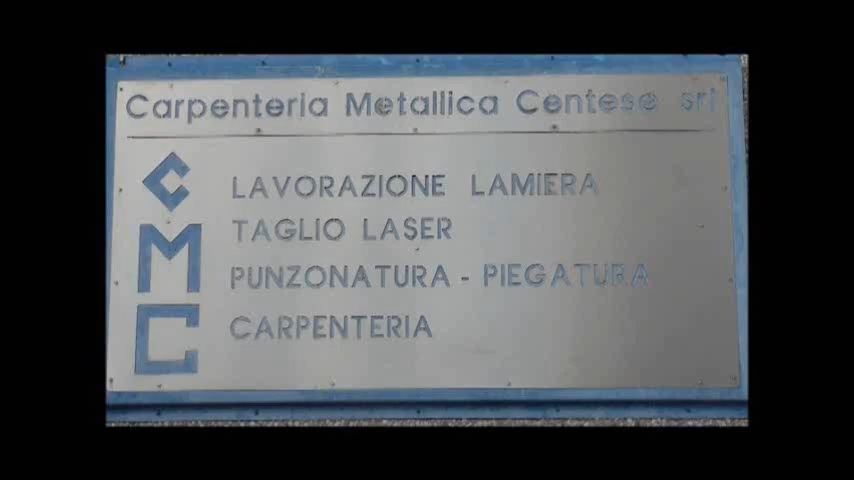 Carpenteria Metallica Centese srl
CMC
LAVORAZIONE LAMIERA
TAGLIO LASER
PUNZONATURA - PIEGATURA
CARPENTERIA